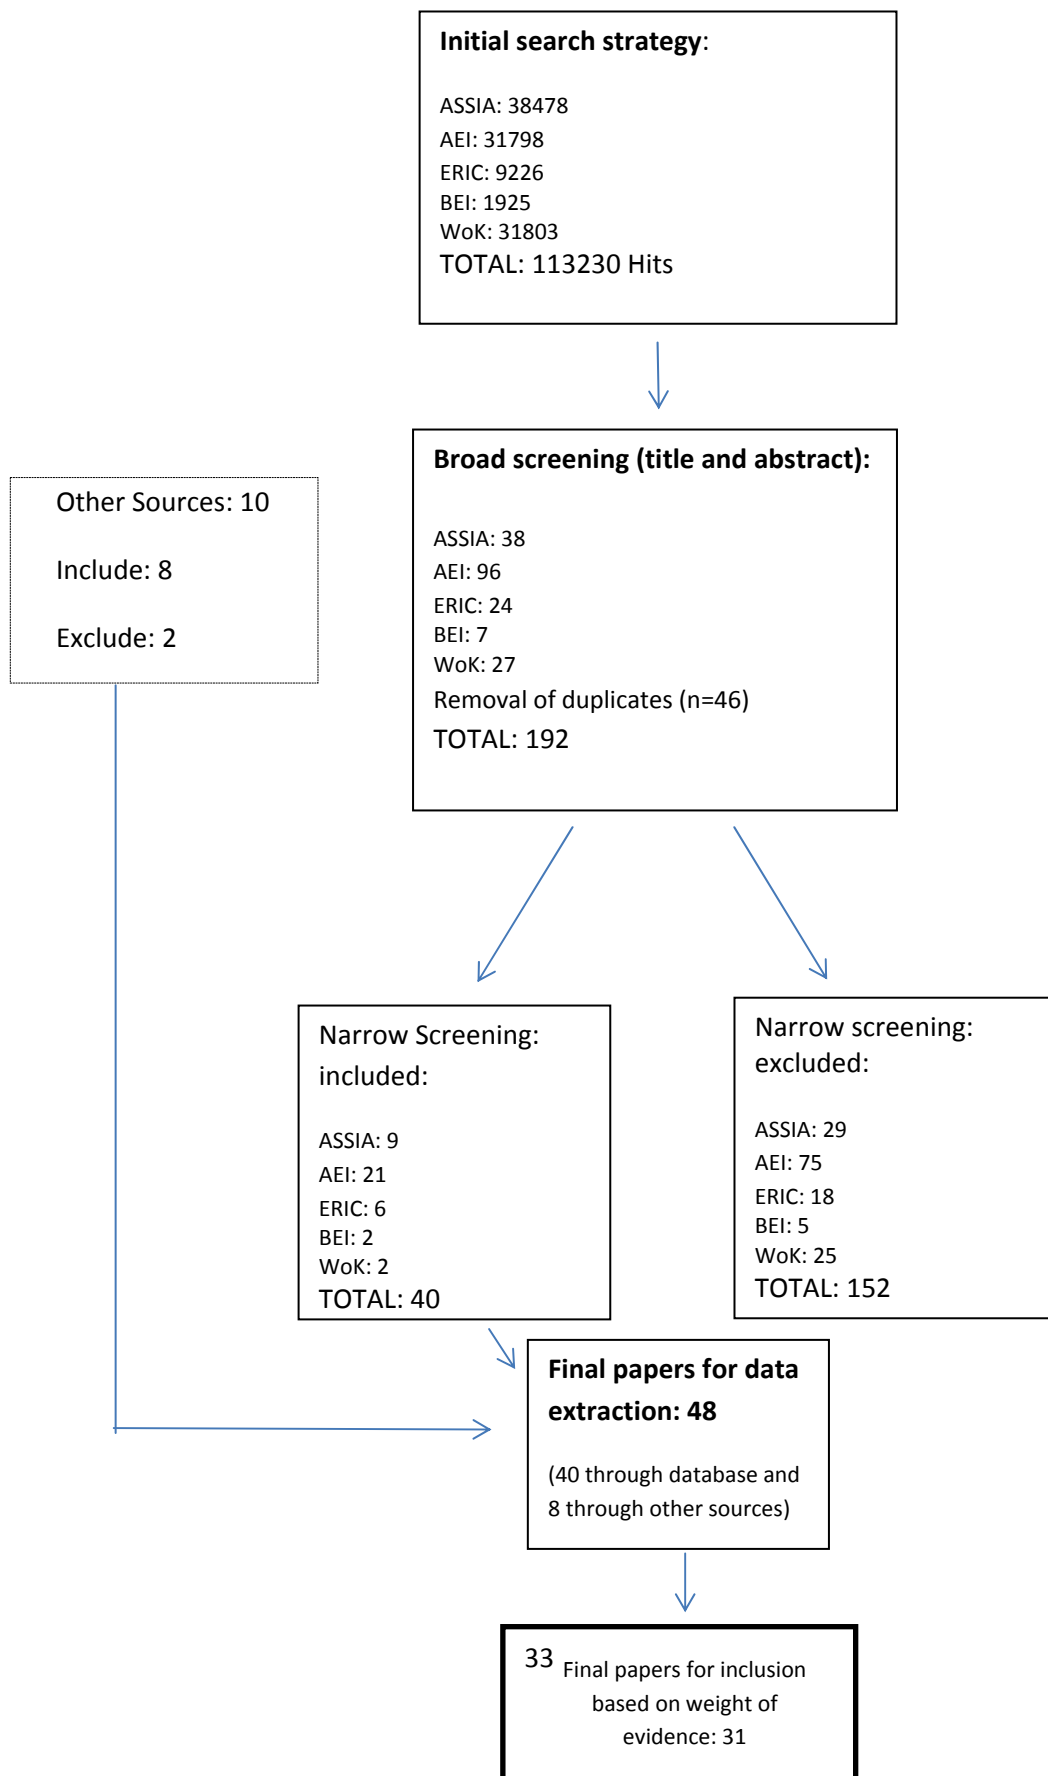 Initial search strategy:
ASSIA: 38478
AEI: 31798
ERIC: 9226
BEI: 1925
WoK: 31803
TOTAL: 113230 Hits
Broad screening (title and abstract):
ASSIA: 38
AEI: 96
ERIC: 24
BEI: 7
WoK: 27
Removal of duplicates (n=46)
TOTAL: 192
Other Sources: 10
Include: 8
Exclude: 2
Narrow Screening:
included:
ASSIA: 9
AEI: 21
ERIC: 6
BEI: 2
WoK: 2
TOTAL: 40
Narrow screening:
excluded:
ASSIA: 29
AEI: 75
ERIC: 18
BEI: 5
WoK: 25
TOTAL: 152
Final papers for data
extraction: 48
(40 through database and
8 through other sources)
33 Final papers for inclusion
based on weight of
evidence: 31